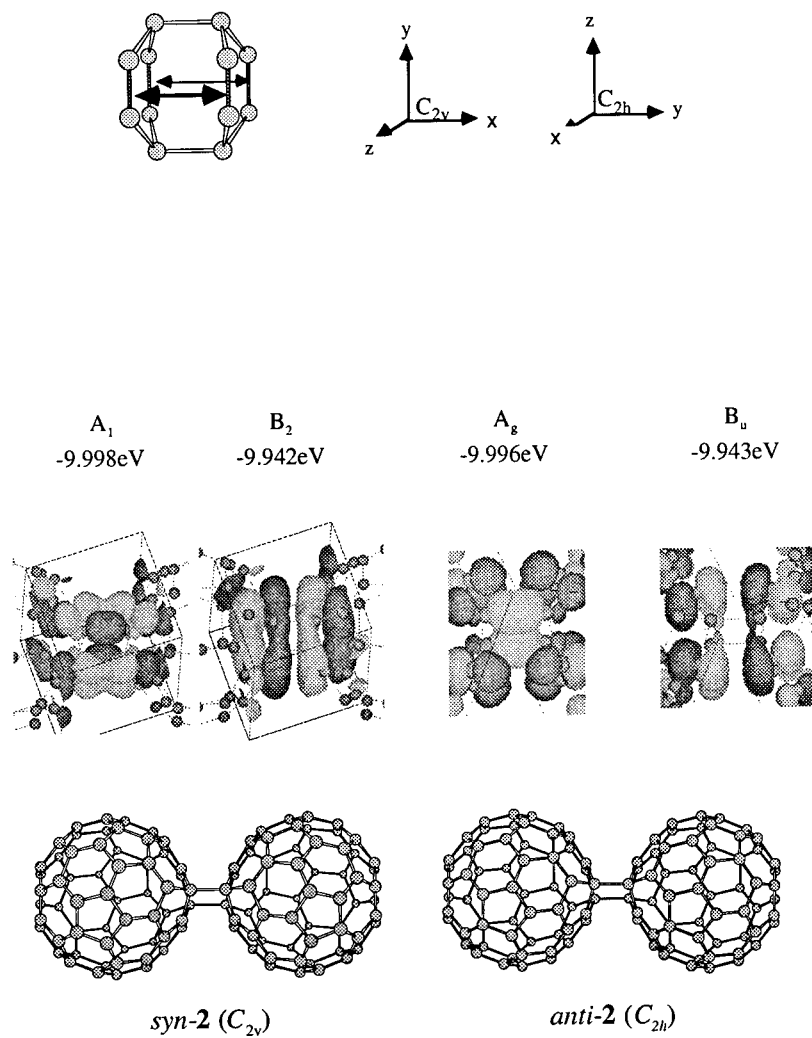 y
z
C2v
C2h
x
y
z
x
A1
B2
Ag
Bu
-9.998eV
-9.942eV
-9.996eV
-9.943eV
syn-2 (C2v)
anti-2 (C2h)